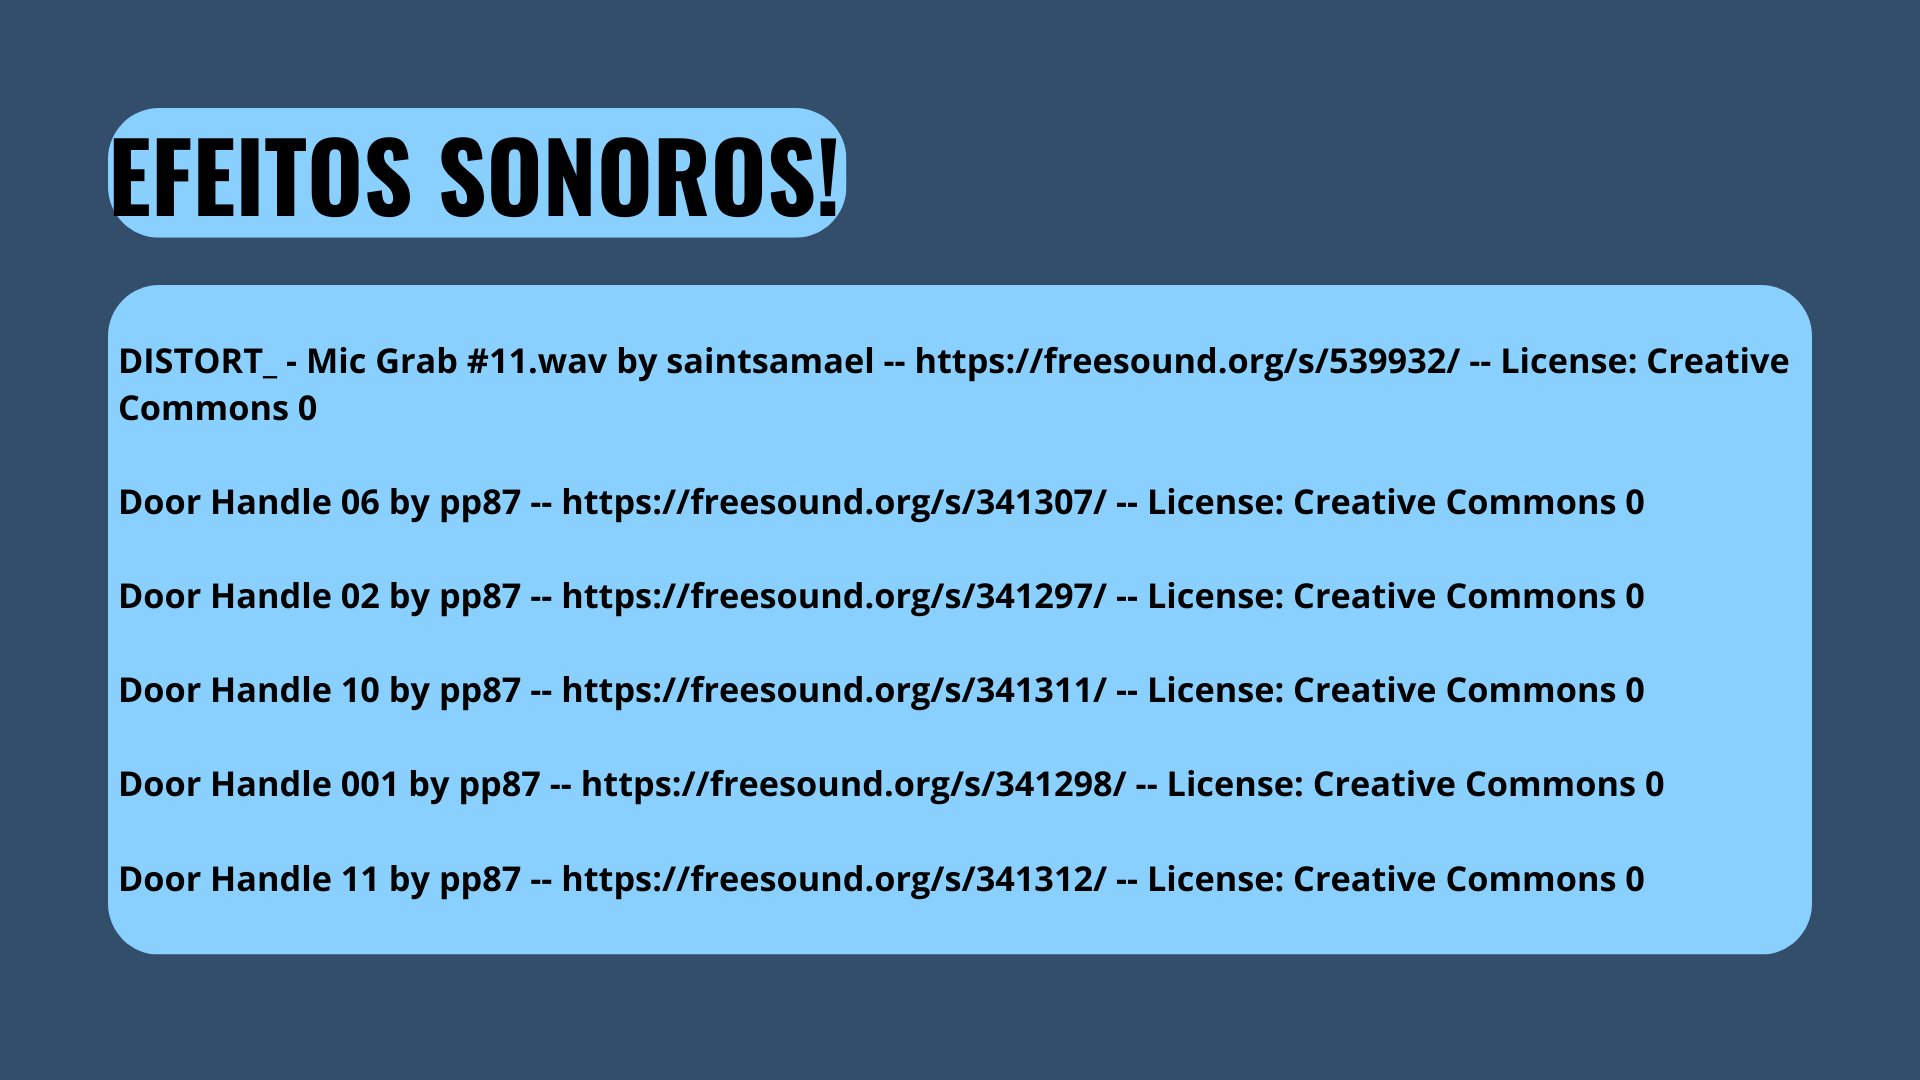 EFEITOS SONOROS!
DISTORT_ - Mic Grab #11.wav by saintsamael -- https://freesound.org/s/539932/ -- License: Creative
Commons 0
Door Handle 06 by pp87 -- https://freesound.org/s/341307/ -- License: Creative Commons 0
Door Handle 02 by pp87 -- https://freesound.org/s/341297/ -- License: Creative Commons 0
Door Handle 10 by pp87 -- https://freesound.org/s/341311/ -- License: Creative Commons 0
Door Handle 001 by pp87 -- https://freesound.org/s/341298/ -- License: Creative Commons 0
Door Handle 11 by pp87 -- https://freesound.org/s/341312/ -- License: Creative Commons 0